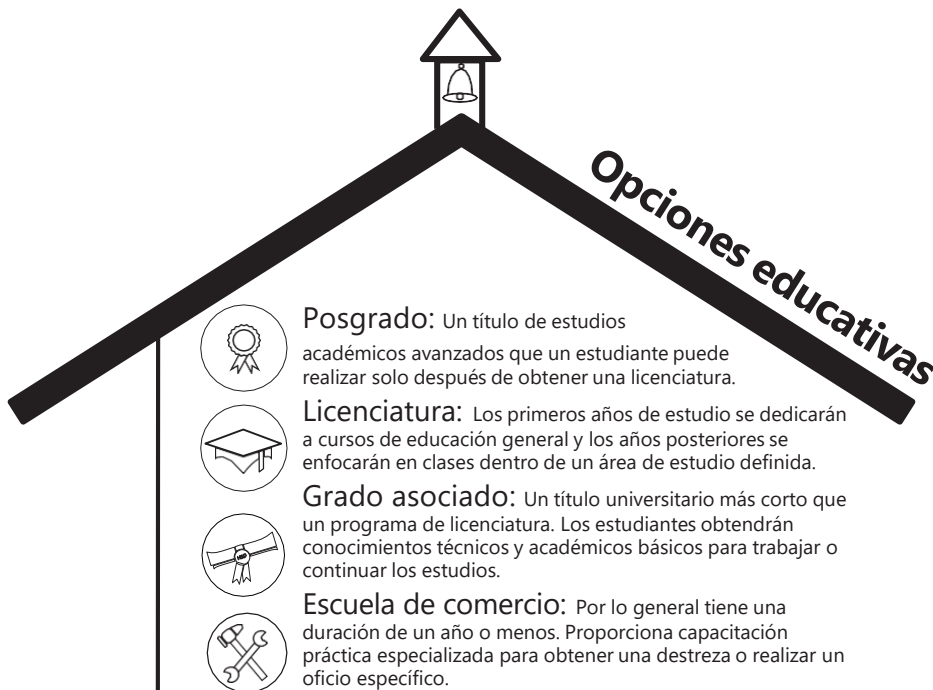 Opciones educativas
Posgrado: Un título de estudios
académicos avanzados que un estudiante puede
realizar solo después de obtener una licenciatura.
Licenciatura: Los primeros años de estudio se dedicarán
a cursos de educación general y los años posteriores se
enfocarán en clases dentro de un área de estudio definida.
Grado asociado: Un título universitario más corto que
un programa de licenciatura. Los estudiantes obtendrán
conocimientos técnicos y académicos básicos para trabajar o
continuar los estudios.
Escuela de comercio: Por lo general tiene una
duración de un año o menos. Proporciona capacitación
práctica especializada para obtener una destreza o realizar un
oficio específico.